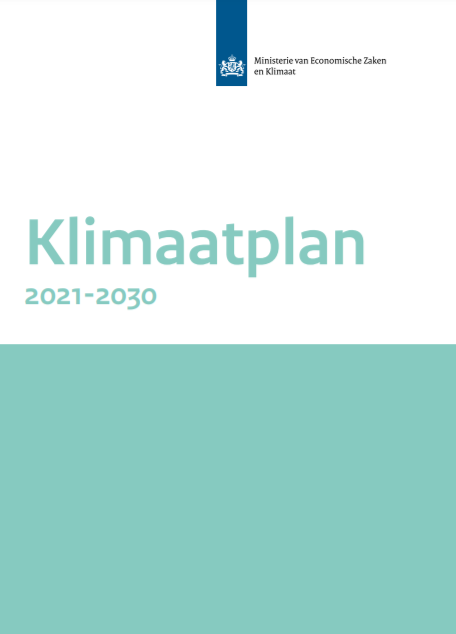 Ministerie van Economische Zaken
en Klimaat
Klimaatplan
2021-2030